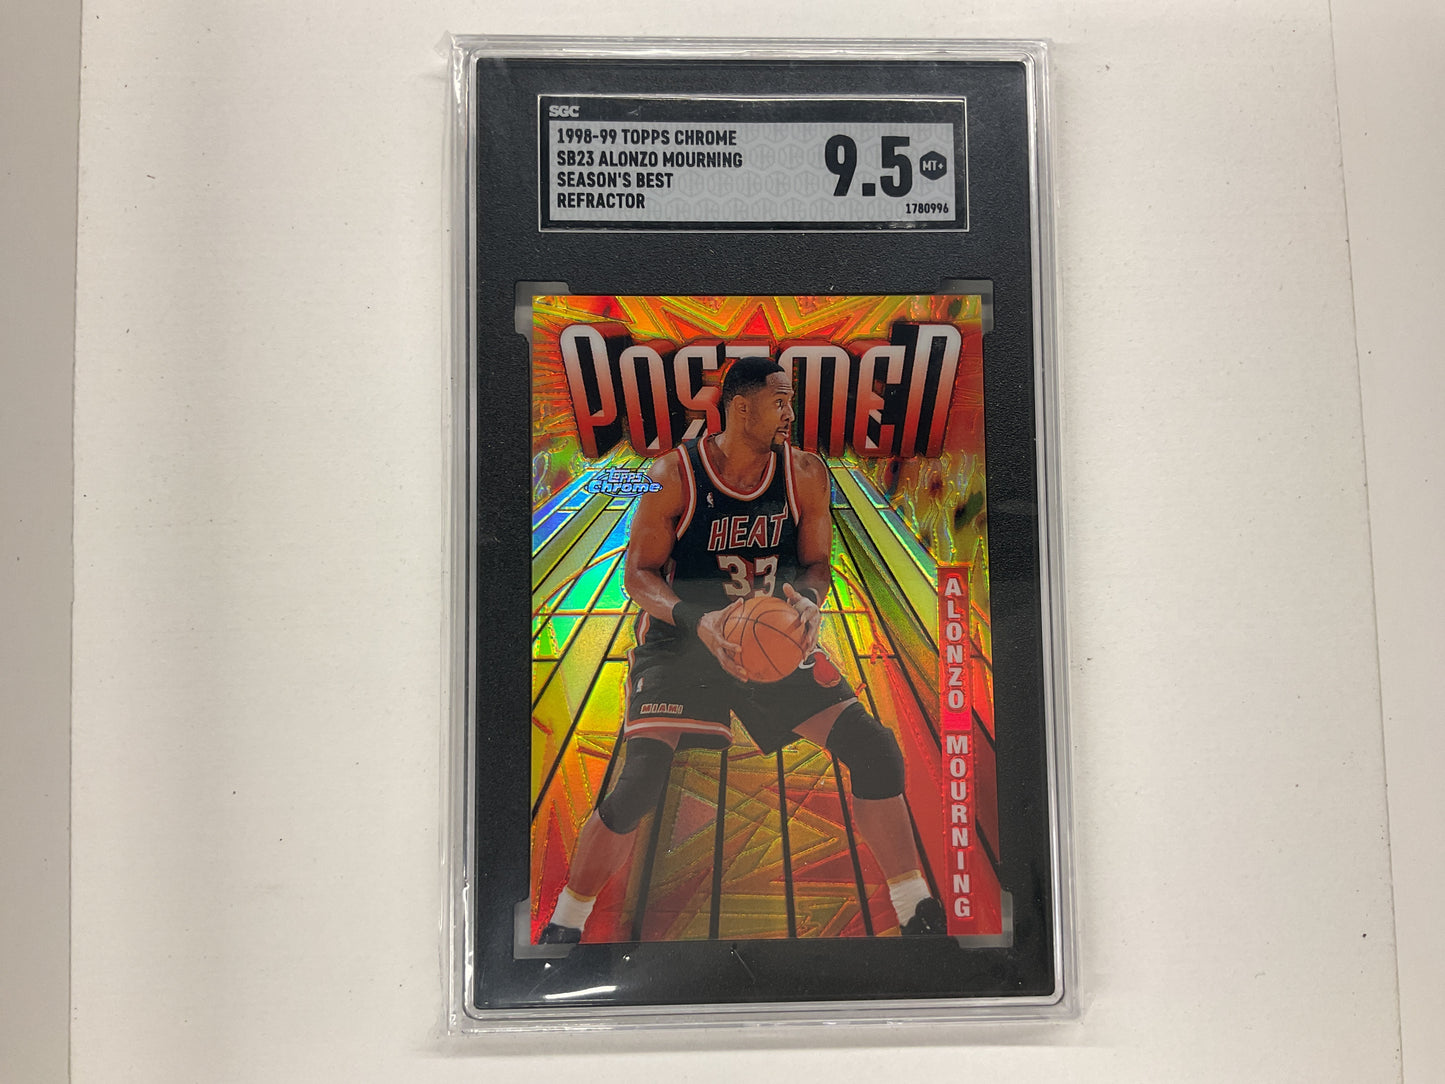 SGC
1998-99 TOPPS CHROME
SB23 ALONZO MOURNING
SEASON'S BEST
REFRACTOR
9.5 MT+
1780996
POSTMEN
TOPPS
Chrome
HEAT
33
MIAMI
ALONZO MOURNING